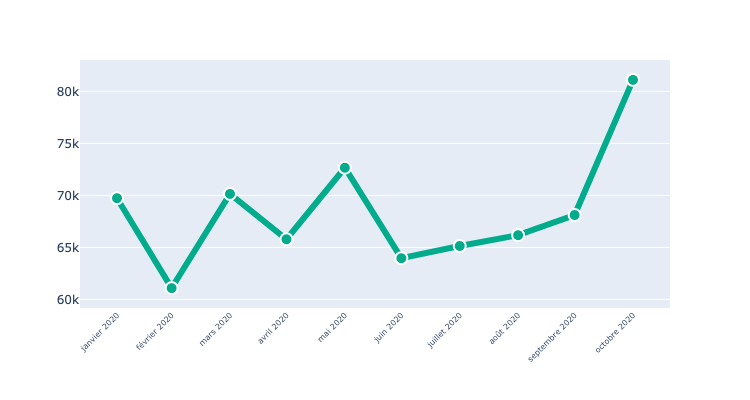 80k
75k
70k
65k
60k
janvier 2020
février 2020
mars 2020
avril 2020
mai 2020
juin 2020
juillet 2020
août 2020
septembre 2020
octobre 2020